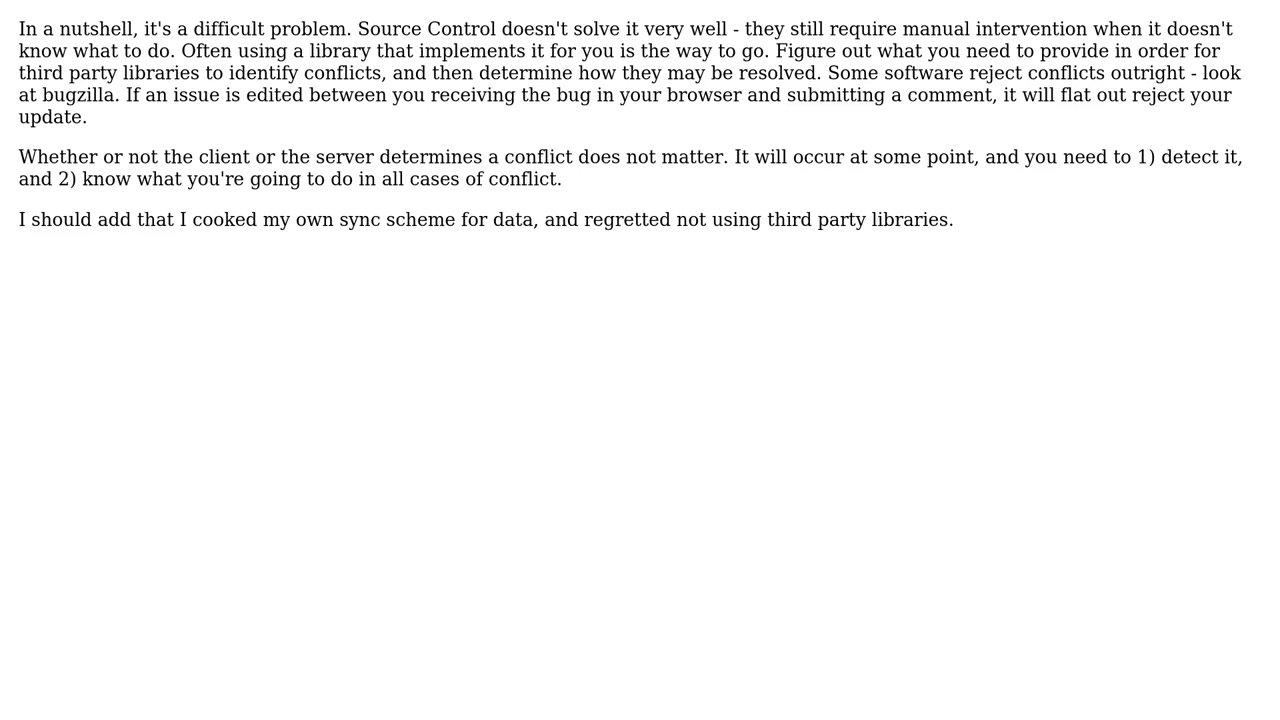 In a nutshell, it's a difficult problem. Source Control doesn't solve it very well - they still require manual intervention when it doesn't
know what to do. Often using a library that implements it for you is the way to go. Figure out what you need to provide in order for
third party libraries to identify conflicts, and then determine how they may be resolved. Some software reject conflicts outright - look
at bugzilla. If an issue is edited between you receiving the bug in your browser and submitting a comment, it will flat out reject your
update.
Whether or not the client or the server determines a conflict does not matter. It will occur at some point, and you need to 1) detect it,
and 2) know what you're going to do in all cases of conflict.
I should add that I cooked my own sync scheme for data, and regretted not using third party libraries.